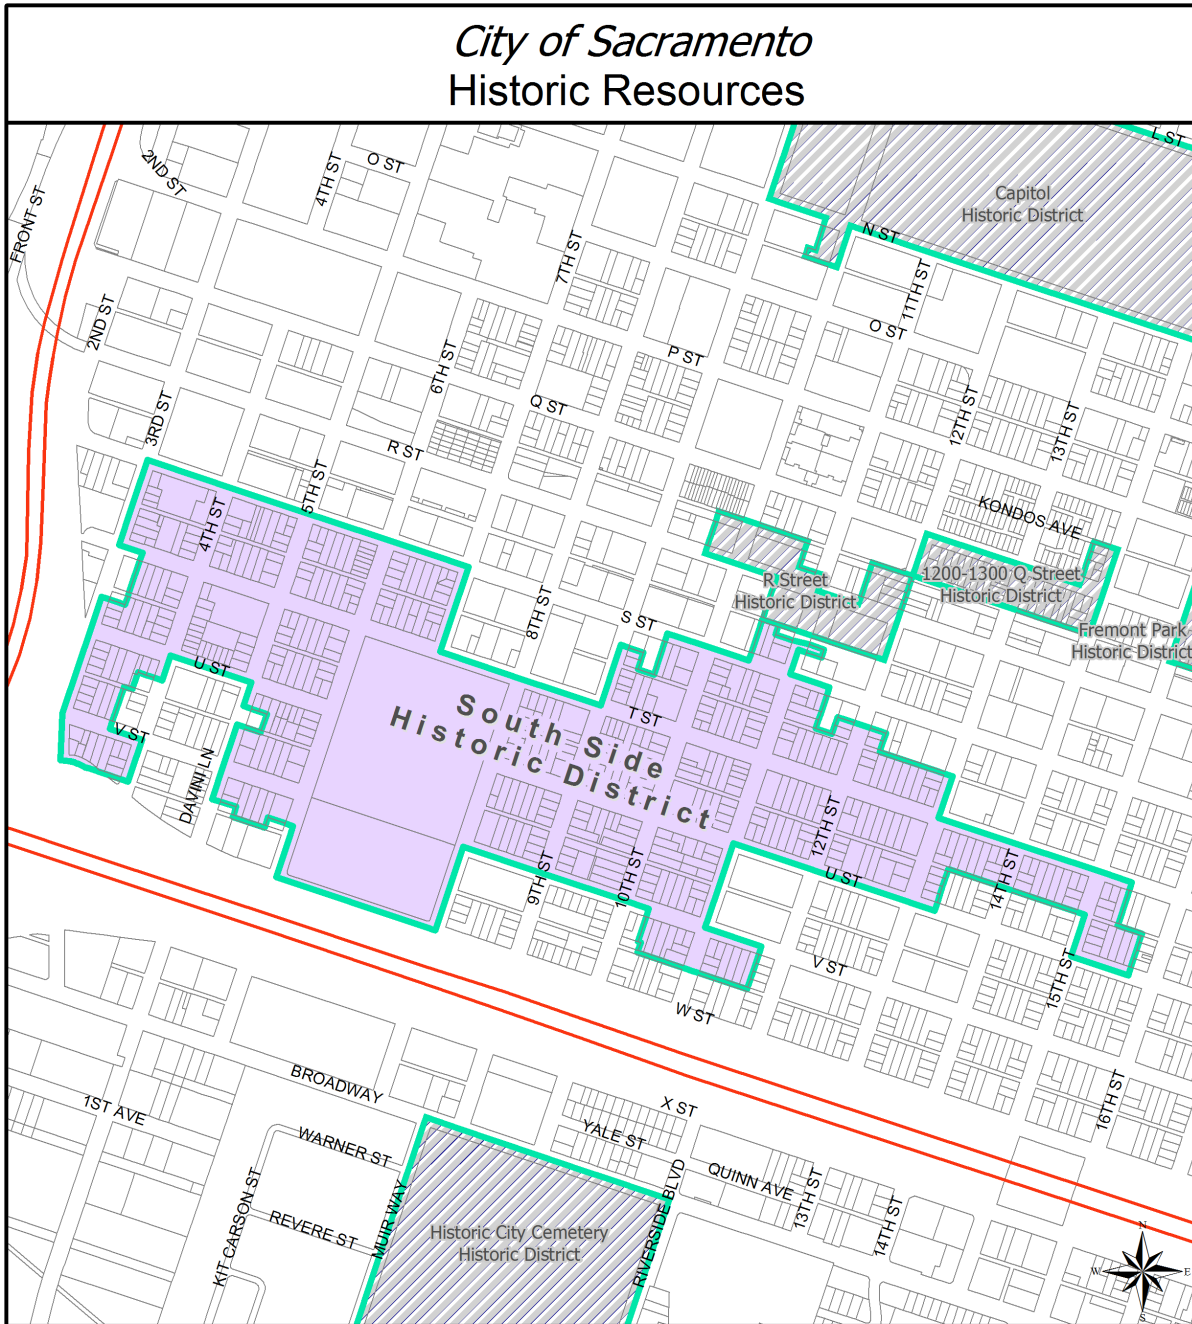 City of Sacramento
Historic Resources
L ST
2ND ST
4TH ST
O ST
FRONT ST
Capitol
Historic District
N ST
7TH ST
11TH ST
2ND ST
O ST
6TH ST
P ST
3RD ST
Q ST
12TH ST
13TH ST
R ST
5TH ST
4TH ST
KONDOS AVE
R Street
Historic District
1200-1300 Q Street
Historic District
8TH ST
S ST
Fremont Park
Historic District
U ST
V ST
DAVINI LN
T ST
South Side
Historic District
12TH ST
U ST
14TH ST
9TH ST
10TH ST
V ST
15TH ST
W ST
BROADWAY
1ST AVE
X ST
16TH ST
WARNER ST
YALE ST
QUINN AVE
KIT CARSON ST
REVERE ST
MUIR WAY
RIVERSIDE BLVD
13TH ST
14TH ST
Historic City Cemetery
Historic District
N
W
E
S